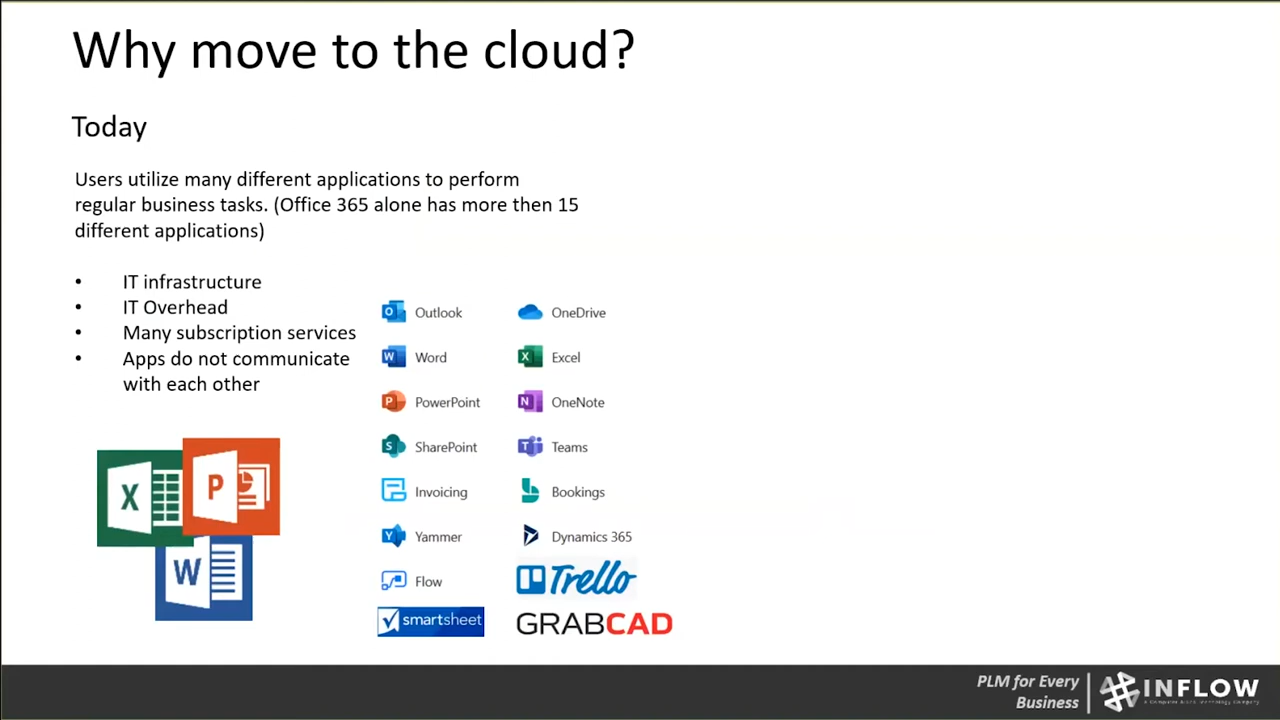 Why move to the cloud?
Today
Users utilize many different applications to perform
regular business tasks. (Office 365 alone has more then 15
different applications)
• IT infrastructure
• IT Overhead
• Many subscription services
• Apps do not communicate
with each other
Outlook OneDrive
Word Excel
PowerPoint OneNote
SharePoint Teams
Invoicing Bookings
Yammer Dynamics 365
Flow Trello
smartsheet GRABCAD
X P
W
PLM for Every
Business
INFLOW